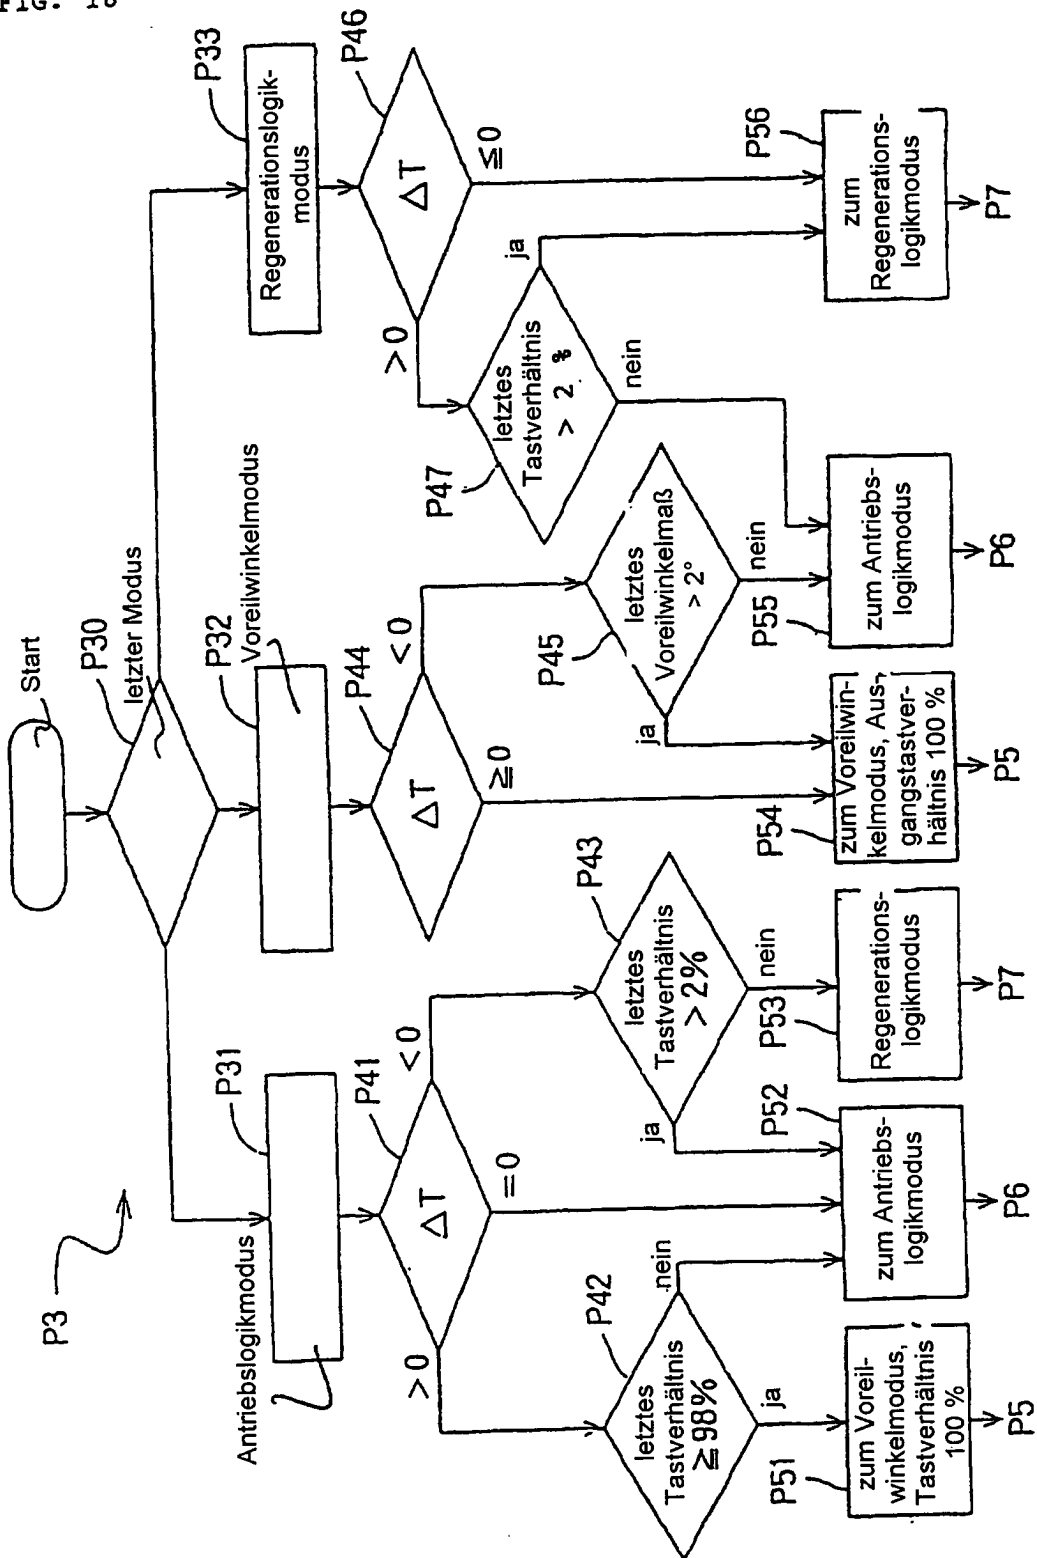 FIG. 18
P3
Start
P30
letzter Modus
Antriebslogikmodus
P31
P32
Voreilwinkelmodus
P33
Regenerationslogik-
modus
P41
ΔT
>0
=0
<0
P44
ΔT
≧0
<0
P46
ΔT
>0
≦0
P42
letztes
Tastverhältnis
≧98%
ja
nein
P43
letztes
Tastverhältnis
>2%
ja
nein
P45
letztes
Voreilwinkelmaß
> 2°
ja
nein
P47
letztes
Tastverhältnis
> 2 %
ja
nein
P51
zum Voreil-
winkelmodus,
Tastverhältnis
100 %
P5
P52
zum Antriebs-
logikmodus
P6
P53
Regenerations-
logikmodus
P7
P54
zum Voreilwin-
kelmodus, Aus-
gangstastver-
hältnis 100 %
P5
P55
zum Antriebs-
logikmodus
P6
P56
zum
Regenerations-
logikmodus
P7